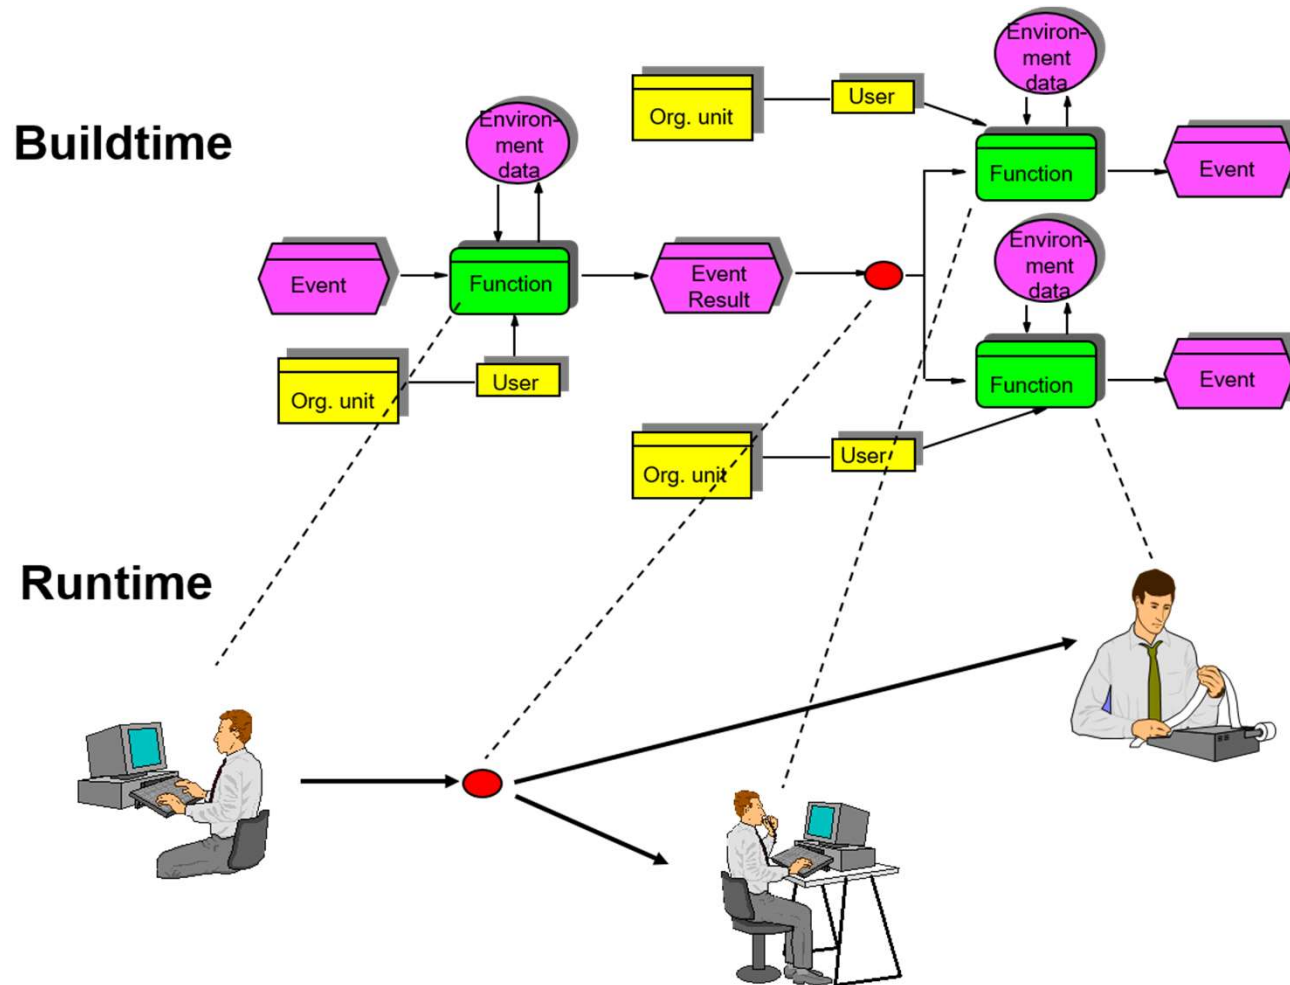 Buildtime
Event
Environ-
ment
data
Function
Org. unit
User
Event
Result
Org. unit
User
Environ-
ment
data
Function
Event
Environ-
ment
data
Function
Event
Org. unit
User
Runtime